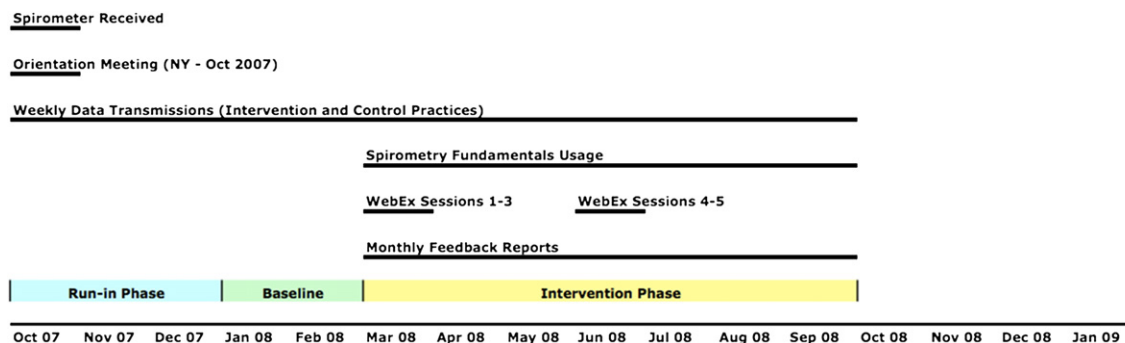 Spirometer Received
Orientation Meeting (NY - Oct 2007)
Weekly Data Transmissions (Intervention and Control Practices)
Spirometry Fundamentals Usage
WebEx Sessions 1-3 WebEx Sessions 4-5
Monthly Feedback Reports
Run-in Phase Baseline Intervention Phase
Oct 07 Nov 07 Dec 07 Jan 08 Feb 08 Mar 08 Apr 08 May 08 Jun 08 Jul 08 Aug 08 Sep 08 Oct 08 Nov 08 Dec 08 Jan 09